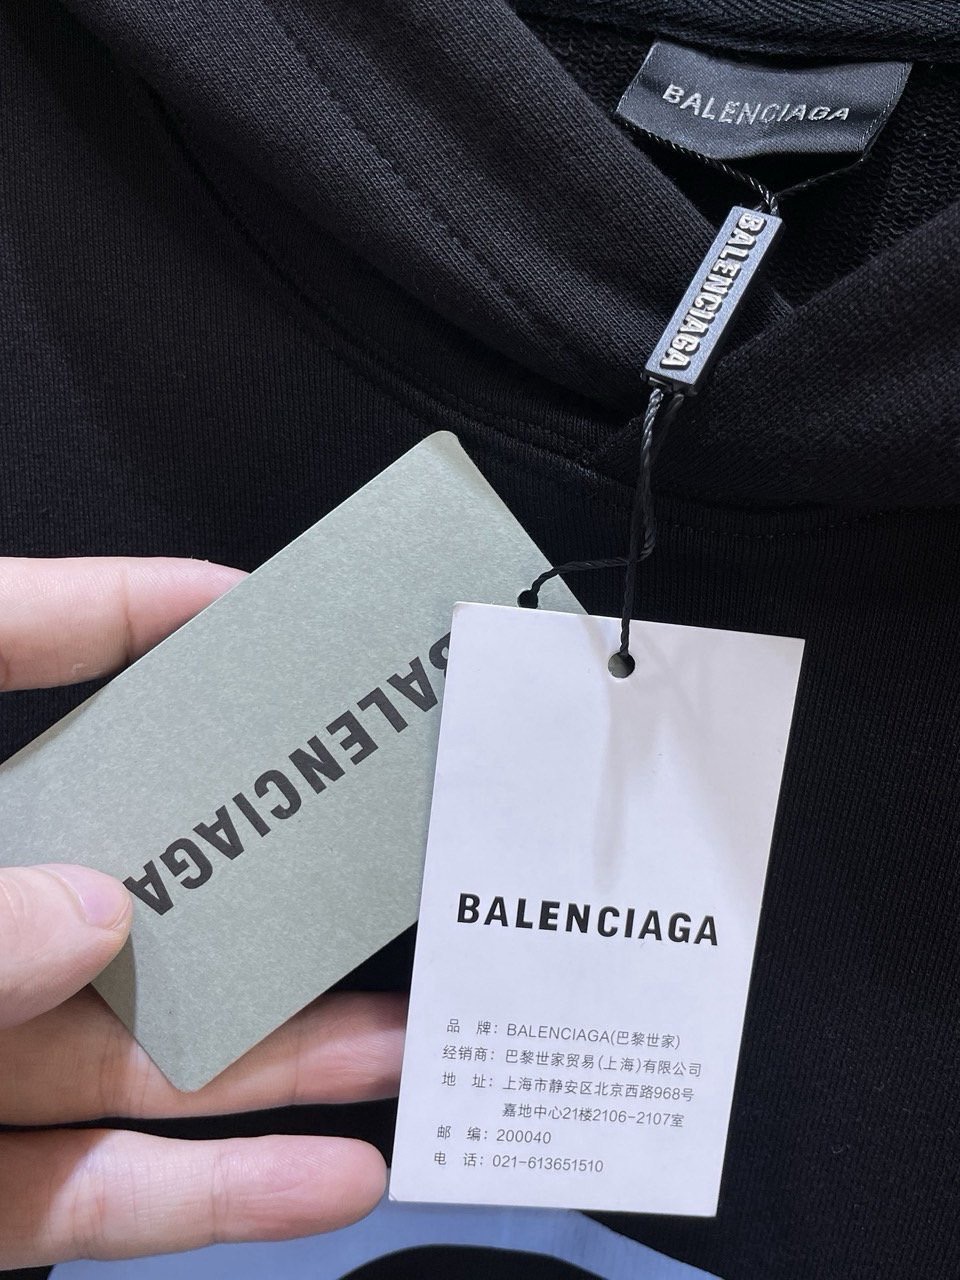 BALENCIAGA
BALENCIAGA
BALENCIAGA
BALENCIAGA
品 牌: BALENCIAGA(巴黎世家)
经销商: 巴黎世家贸易(上海)有限公司
地 址: 上海市静安区北京西路968号
嘉地中心21楼2106-2107室
邮 编: 200040
电 话: 021-613651510